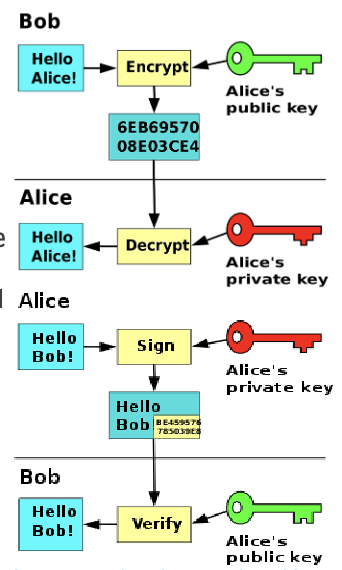 Bob
Hello
Alice!
Encrypt
Alice's
public key
6EB69570
08E03CE4
Alice
e
Hello
Alice!
Decrypt
Alice's
private key
Alice
Hello
Bob!
Sign
Alice's
private key
Hello
Bob!
BE459576
785039E8
Bob
Hello
Bob!
Verify
Alice's
public key